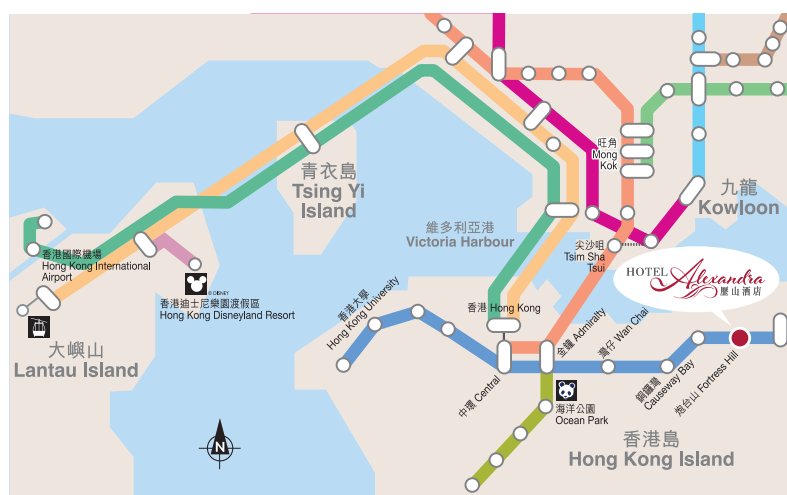 旺角
Mong
Kok
青衣島
Tsing Yi
Island
九龍
Kowloon
維多利亞港
Victoria Harbour
尖沙咀
Tsim Sha
Tsui
香港國際機場
Hong Kong International
Airport
HOTEL Alexandra
歷山酒店
© DISNEY
香港迪士尼樂園渡假區
Hong Kong Disneyland Resort
香港大學
Hong Kong University
香港 Hong Kong
大嶼山
Lantau Island
中環 Central
金鐘 Admiralty
灣仔 Wan Chai
銅鑼灣
Causeway Bay
炮台山 Fortress Hill
海洋公園
Ocean Park
香港島
Hong Kong Island
N